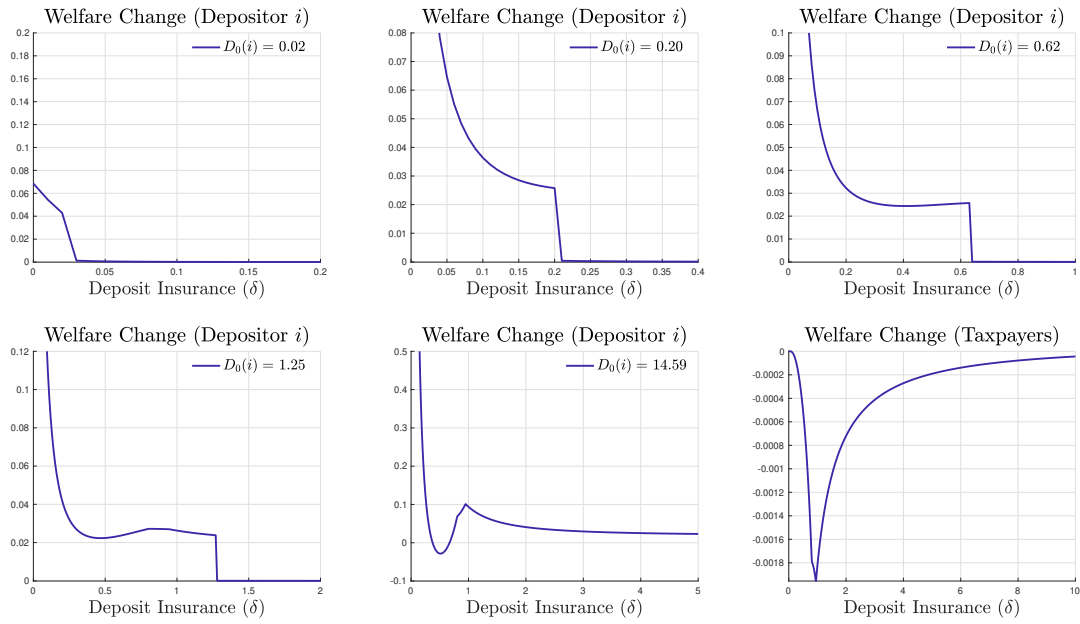 Welfare Change (Depositor i)
D₀(i) = 0.02
0.2
0.18
0.16
0.14
0.12
0.1
0.08
0.06
0.04
0.02
0
0 0.05 0.1 0.15 0.2
Deposit Insurance (δ)
Welfare Change (Depositor i)
D₀(i) = 0.20
0.08
0.07
0.06
0.05
0.04
0.03
0.02
0.01
0
0 0.05 0.1 0.15 0.2 0.25 0.3 0.35 0.4
Deposit Insurance (δ)
Welfare Change (Depositor i)
D₀(i) = 0.62
0.1
0.09
0.08
0.07
0.06
0.05
0.04
0.03
0.02
0.01
0
0 0.2 0.4 0.6 0.8 1
Deposit Insurance (δ)
Welfare Change (Depositor i)
D₀(i) = 1.25
0.12
0.1
0.08
0.06
0.04
0.02
0
0 0.5 1 1.5 2
Deposit Insurance (δ)
Welfare Change (Depositor i)
D₀(i) = 14.59
0.5
0.4
0.3
0.2
0.1
0
-0.1
0 1 2 3 4 5
Deposit Insurance (δ)
Welfare Change (Taxpayers)
0
-0.0002
-0.0004
-0.0006
-0.0008
-0.001
-0.0012
-0.0014
-0.0016
-0.0018
0 2 4 6 8 10
Deposit Insurance (δ)